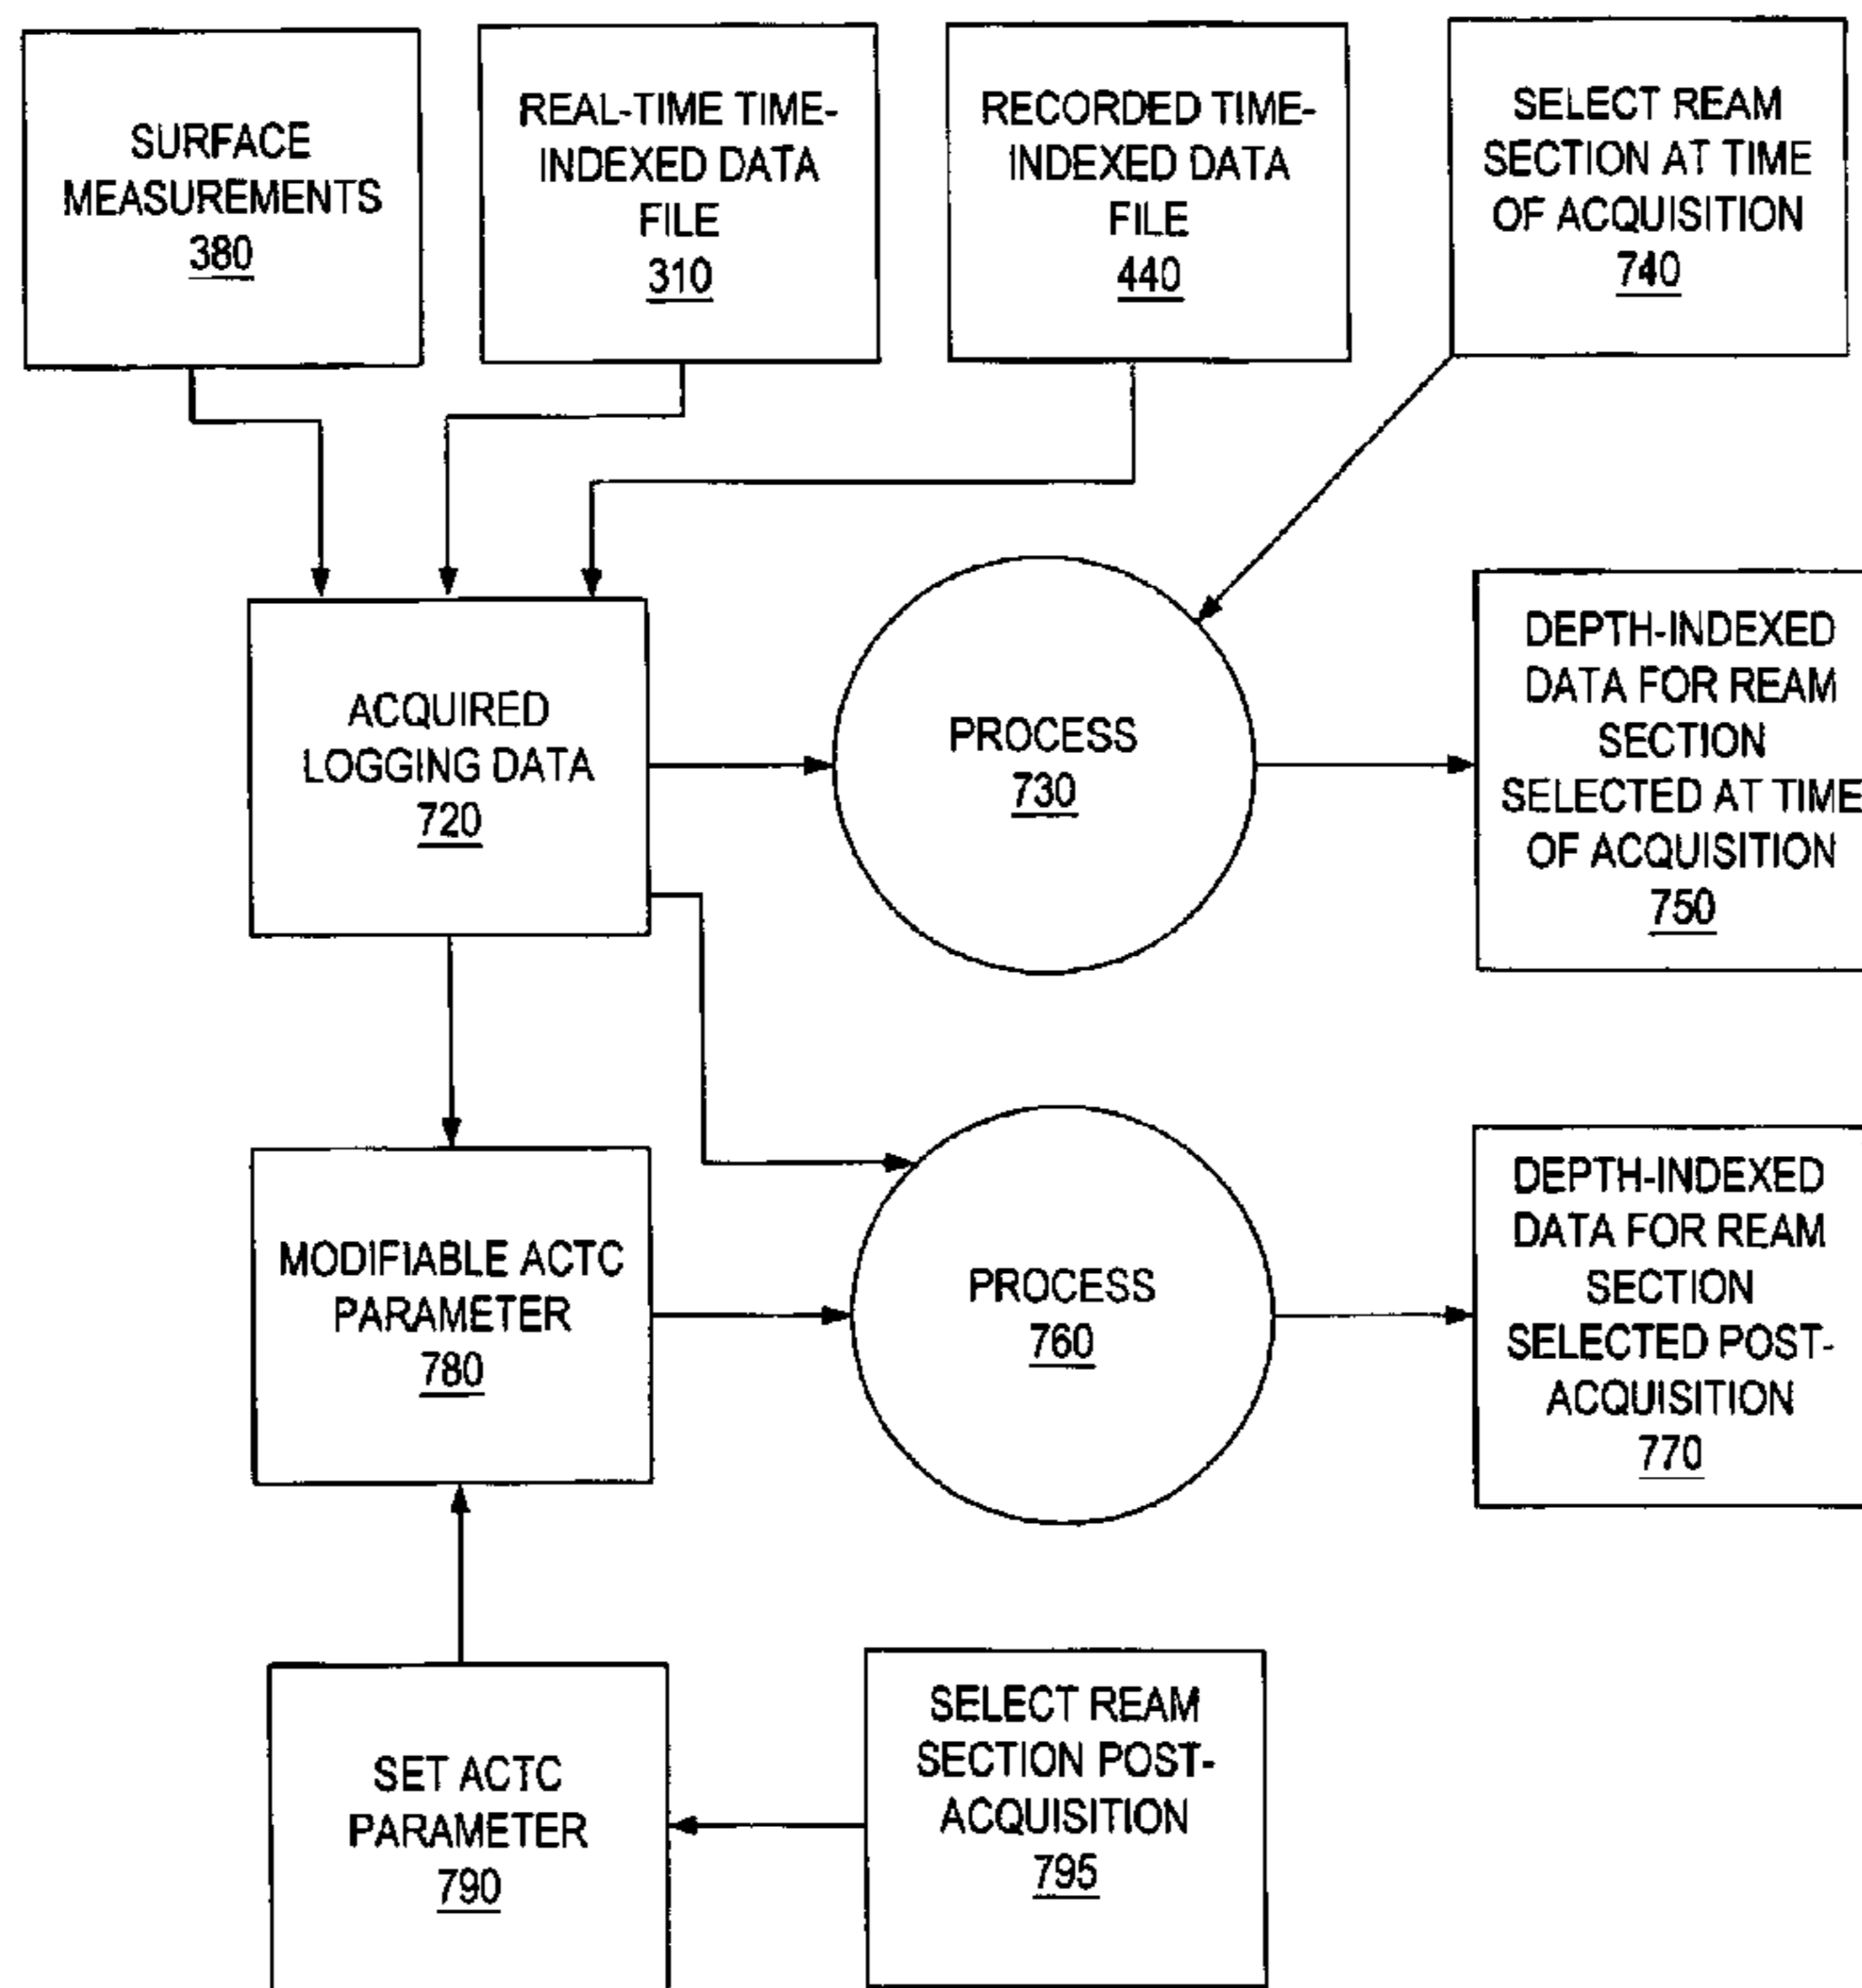 SURFACE
MEASUREMENTS
380
REAL-TIME TIME-
INDEXED DATA
FILE
310
RECORDED TIME-
INDEXED DATA
FILE
440
SELECT REAM
SECTION AT TIME
OF ACQUISITION
740
ACQUIRED
LOGGING DATA
720
PROCESS
730
DEPTH-INDEXED
DATA FOR REAM
SECTION
SELECTED AT TIME
OF ACQUISITION
750
MODIFIABLE ACTC
PARAMETER
780
PROCESS
760
DEPTH-INDEXED
DATA FOR REAM
SECTION
SELECTED POST-
ACQUISITION
770
SET ACTC
PARAMETER
790
SELECT REAM
SECTION POST-
ACQUISITION
795